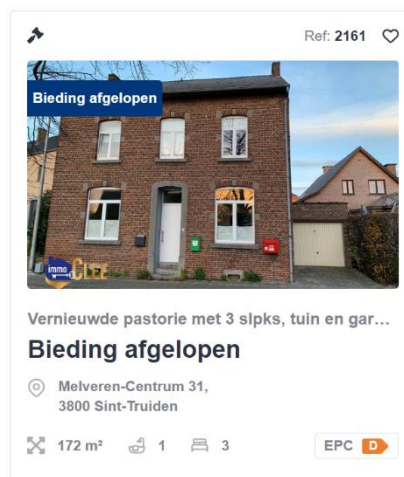 Ref: 2161
Bieding afgelopen
immo CLEE
Vernieuwde pastorie met 3 slpks, tuin en gar...
Bieding afgelopen
Melveren-Centrum 31,
3800 Sint-Truiden
172 m² 1 3 EPC D